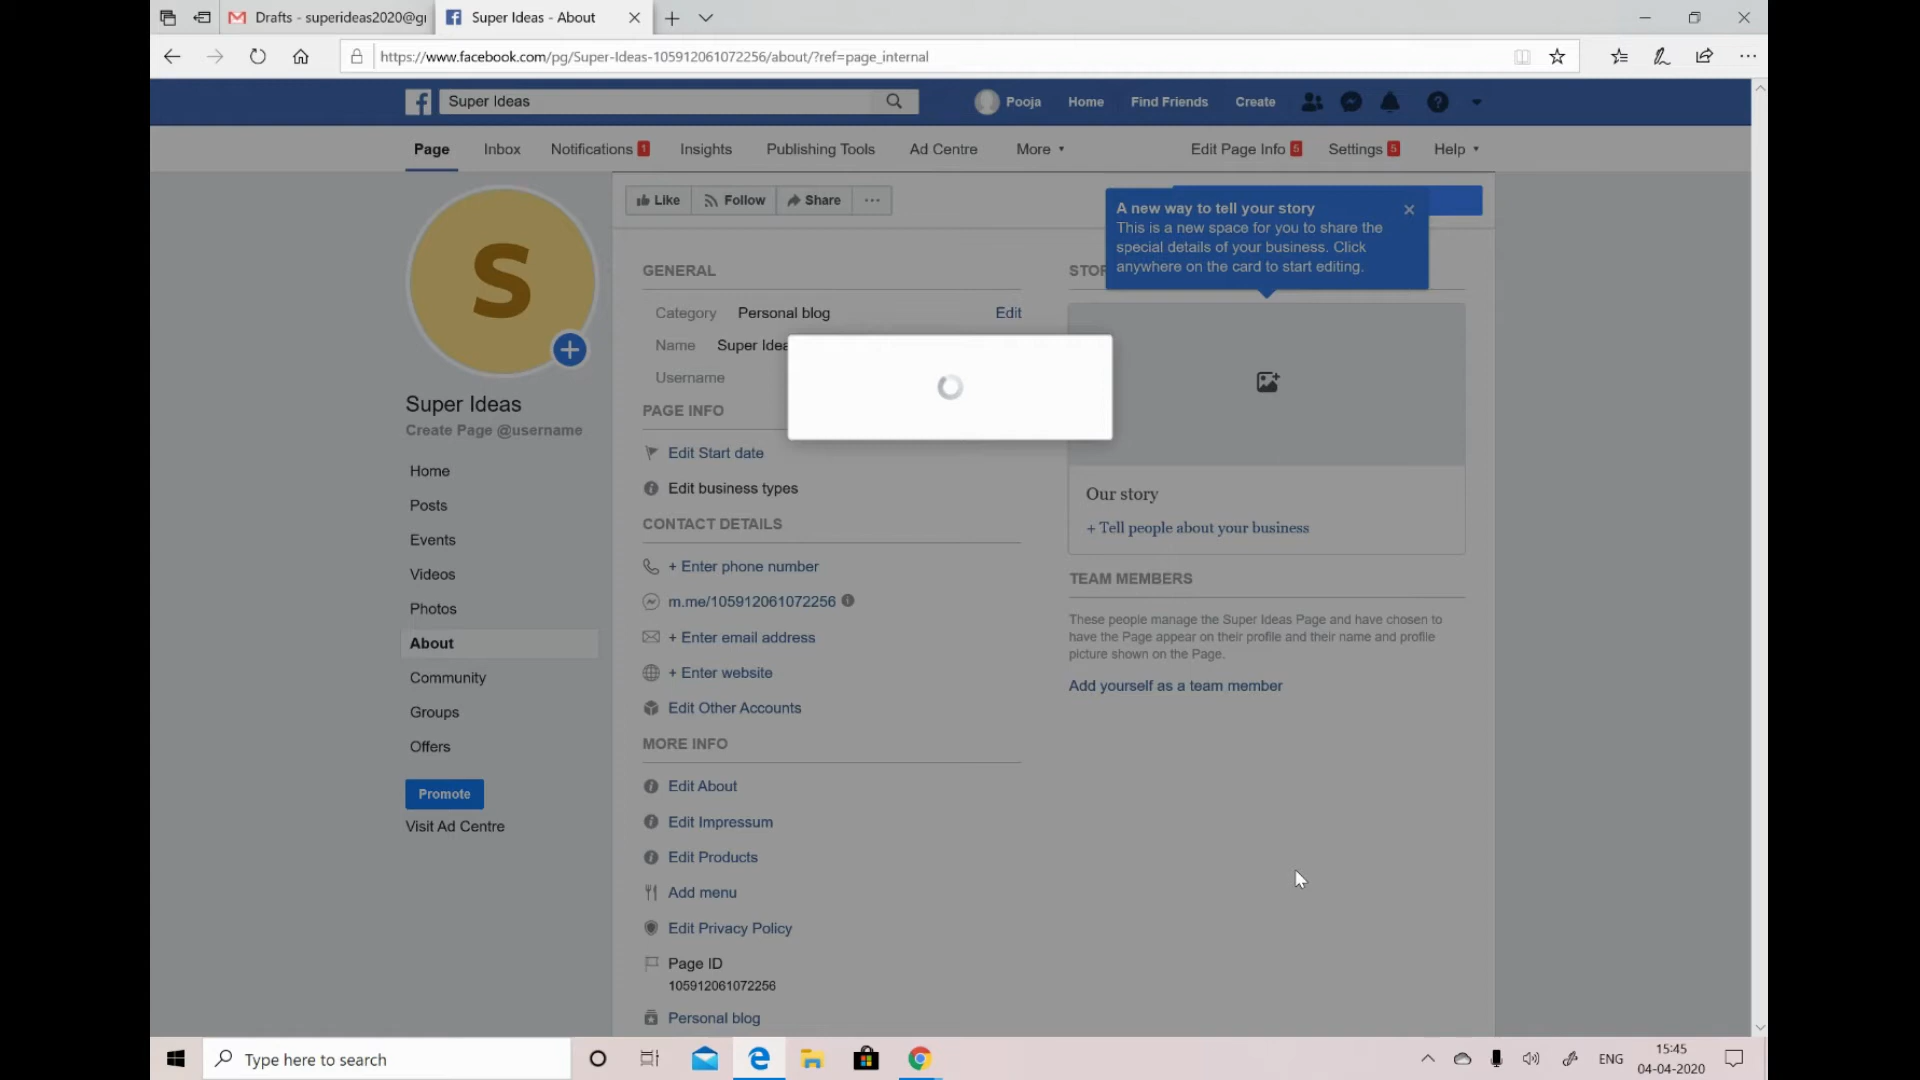 Drafts - superideas2020@g
Super Ideas - About
https://www.facebook.com/pg/Super-Ideas-105912061072256/about/?ref=page_internal
Super Ideas
Pooja
Home
Find Friends
Create
Page
Inbox
Notifications 1
Insights
Publishing Tools
Ad Centre
More
Edit Page Info 5
Settings 5
Help
Like
Follow
Share
A new way to tell your story
This is a new space for you to share the
special details of your business. Click
anywhere on the card to start editing.
S
Super Ideas
Create Page @username
Home
Posts
Events
Videos
Photos
About
Community
Groups
Offers
Promote
Visit Ad Centre
GENERAL
Category Personal blog Edit
Name Super
Username
PAGE INFO
Edit Start date
Edit business types
CONTACT DETAILS
+ Enter phone number
m.me/105912061072256
+ Enter email address
+ Enter website
Edit Other Accounts
MORE INFO
Edit About
Edit Impressum
Edit Products
Add menu
Edit Privacy Policy
Page ID
105912061072256
Personal blog
Our story
+ Tell people about your business
TEAM MEMBERS
These people manage the Super Ideas Page and have chosen to
have the Page appear on their profile and their name and profile
picture shown on the Page.
Add yourself as a team member
Type here to search
ENG
15:45
04-04-2020